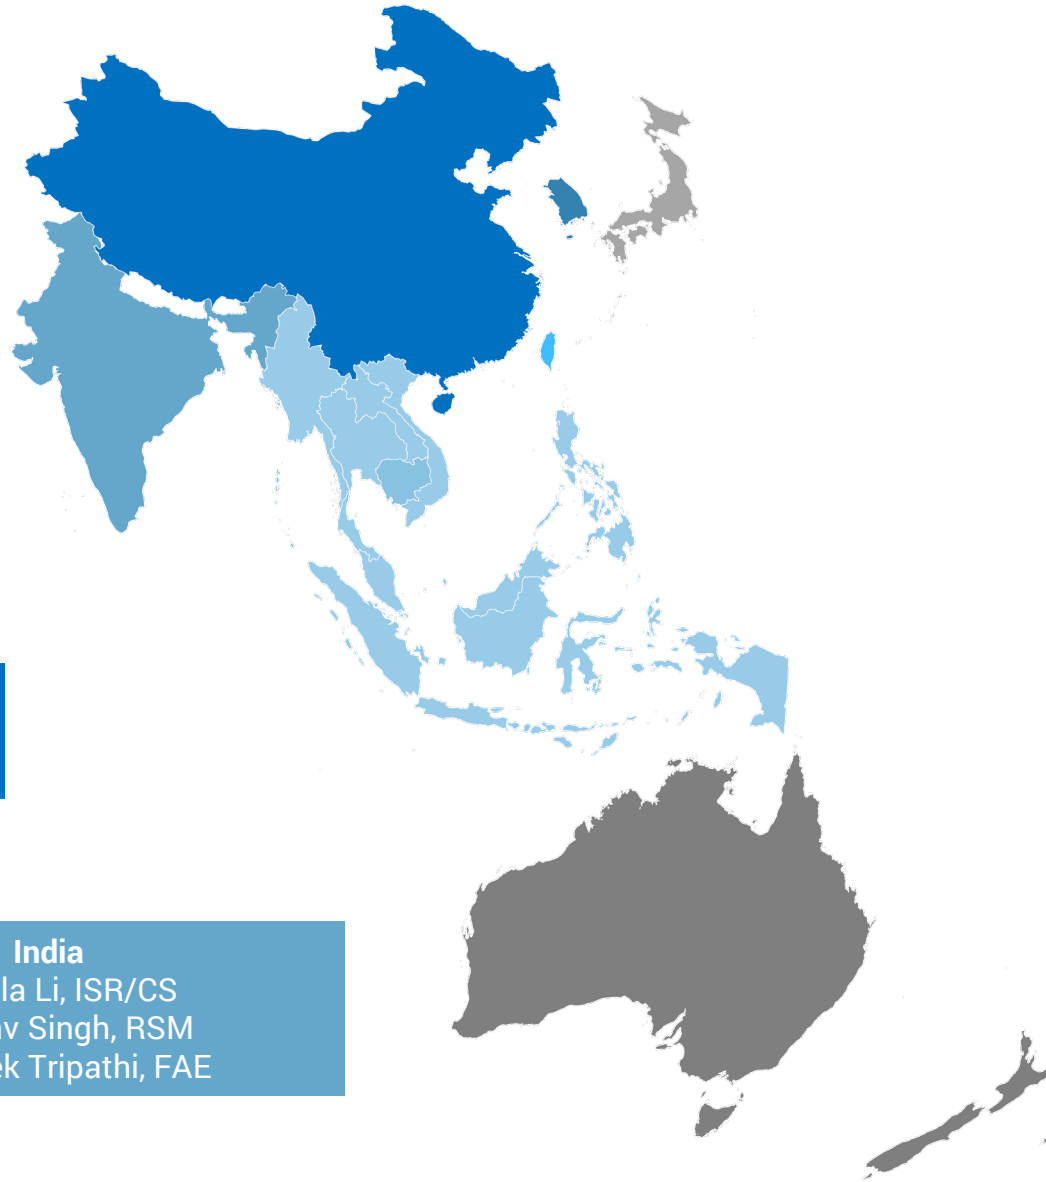 India
la Li, ISR/CS
av Singh, RSM
ek Tripathi, FAE